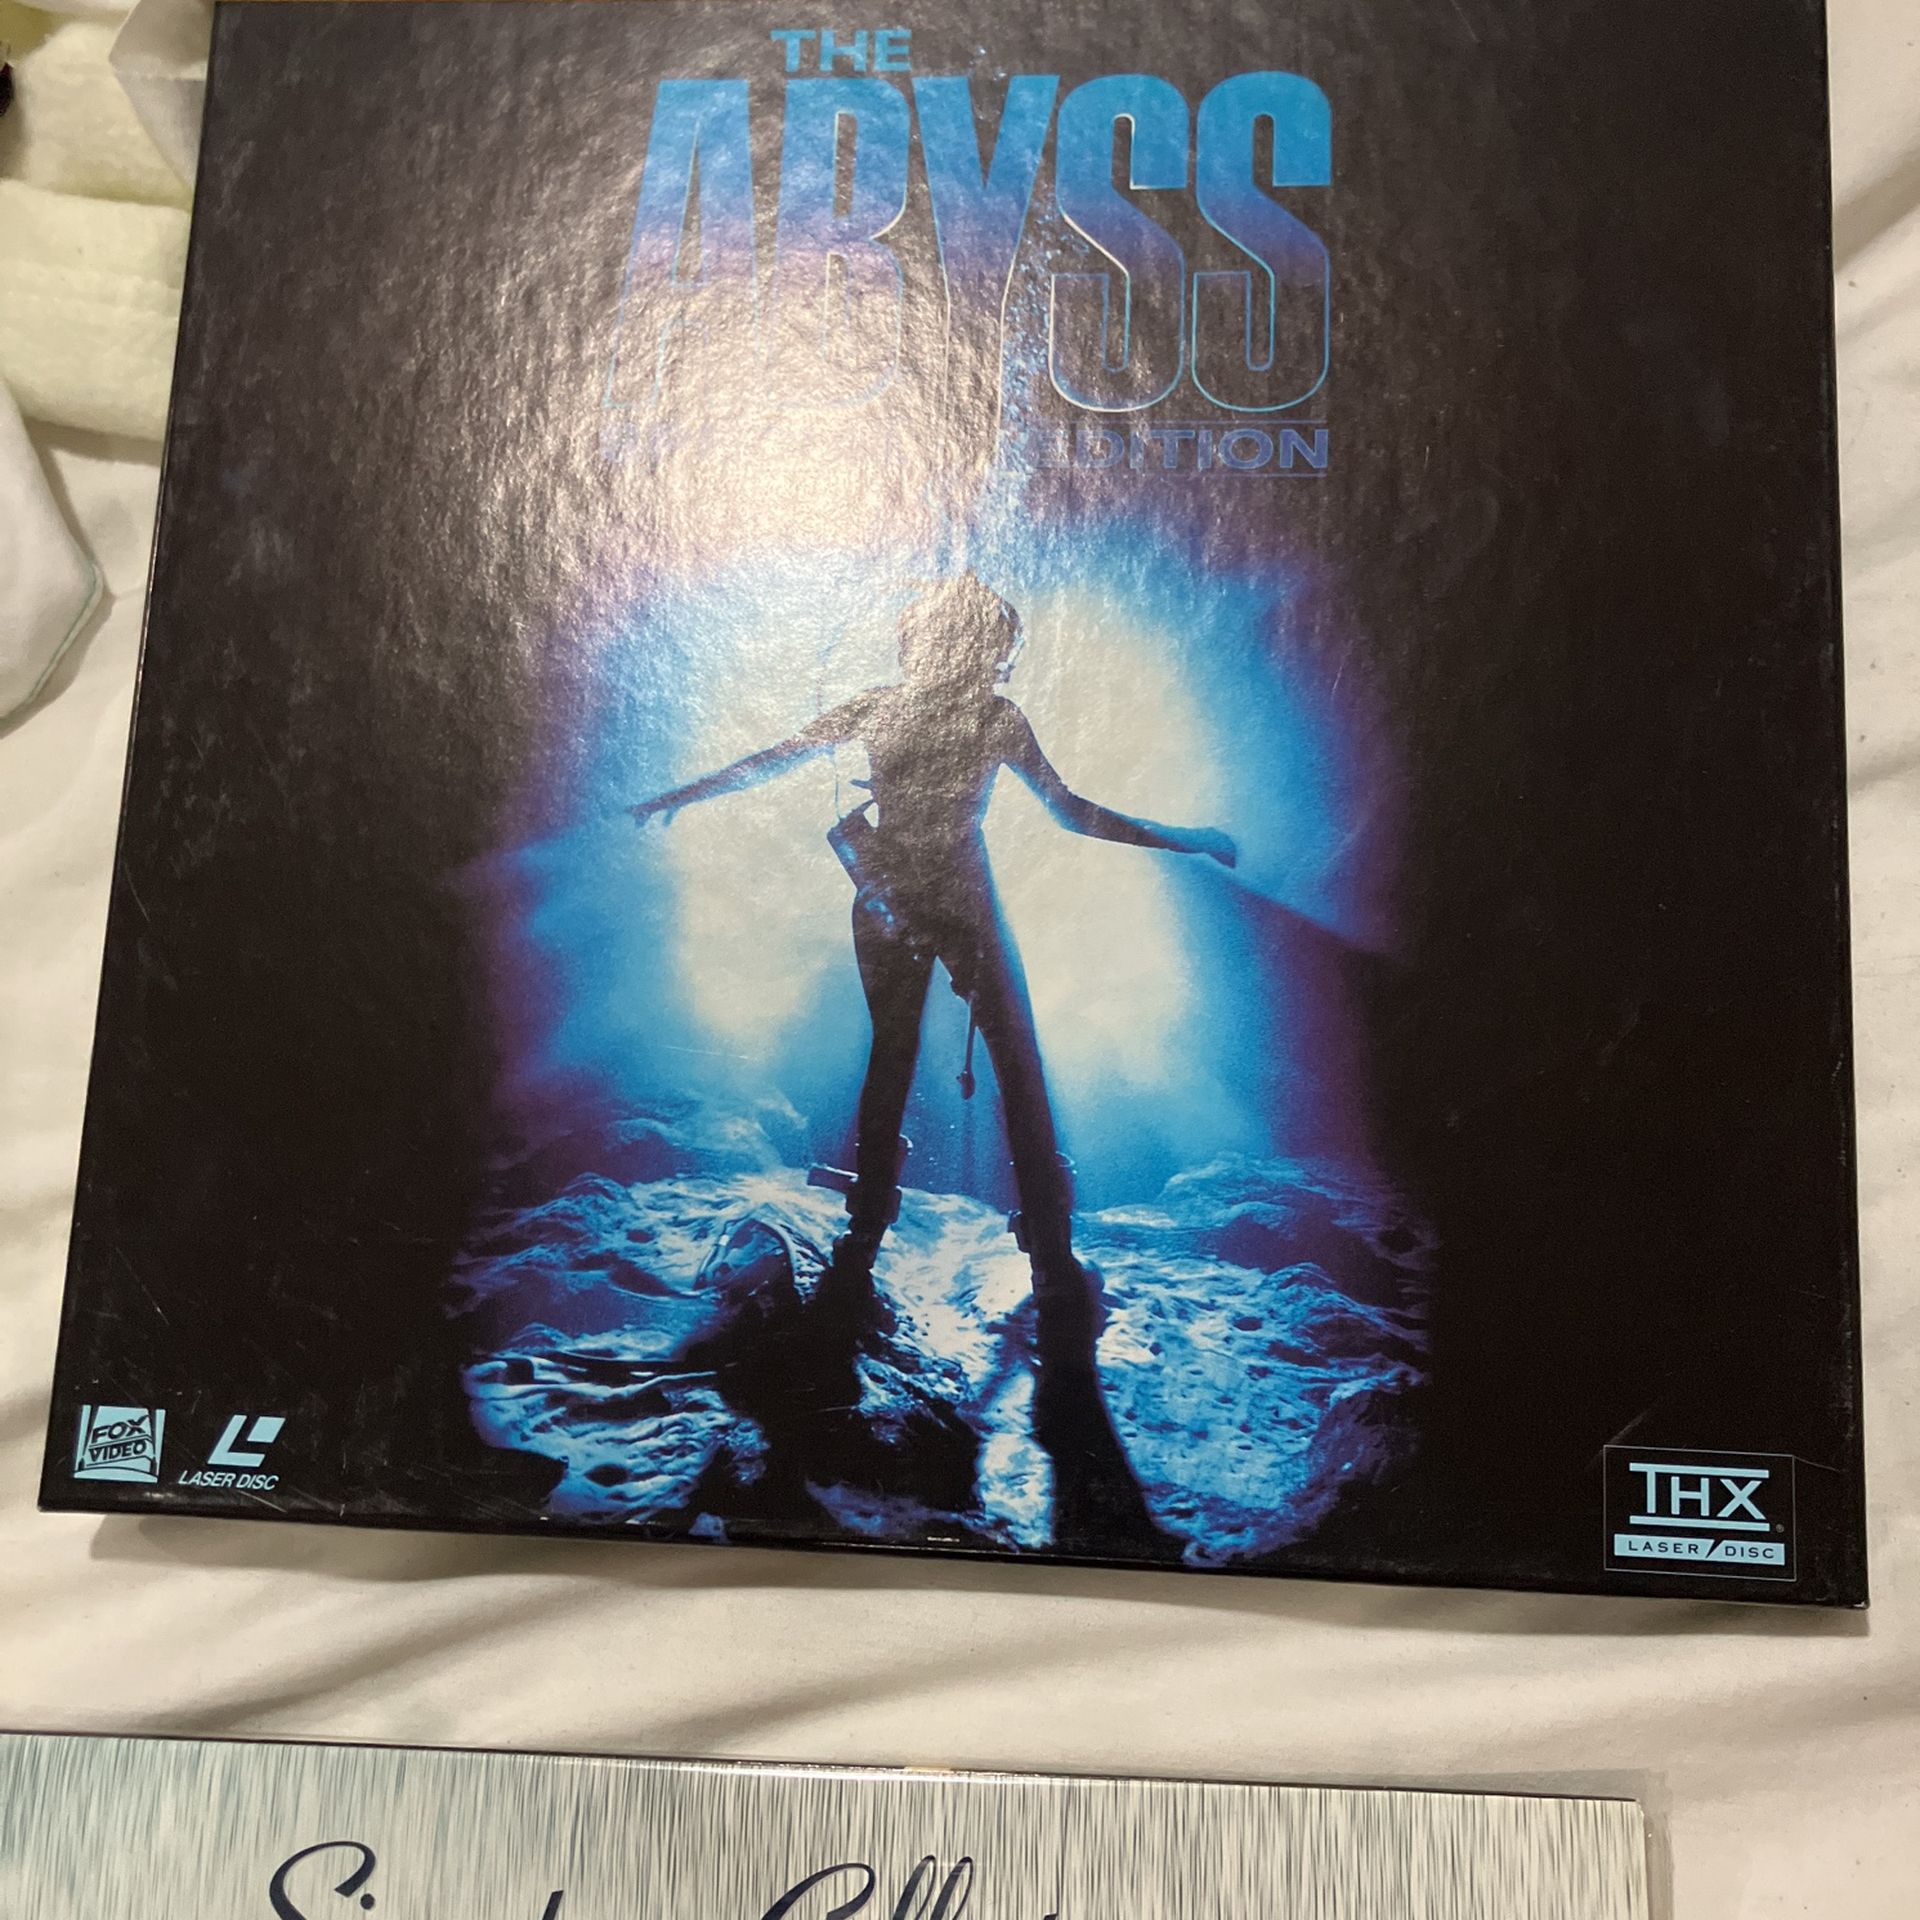 THE
ABYSS
EDITION
FOX
VIDEO
LASER DISC
THX
LASER DISC